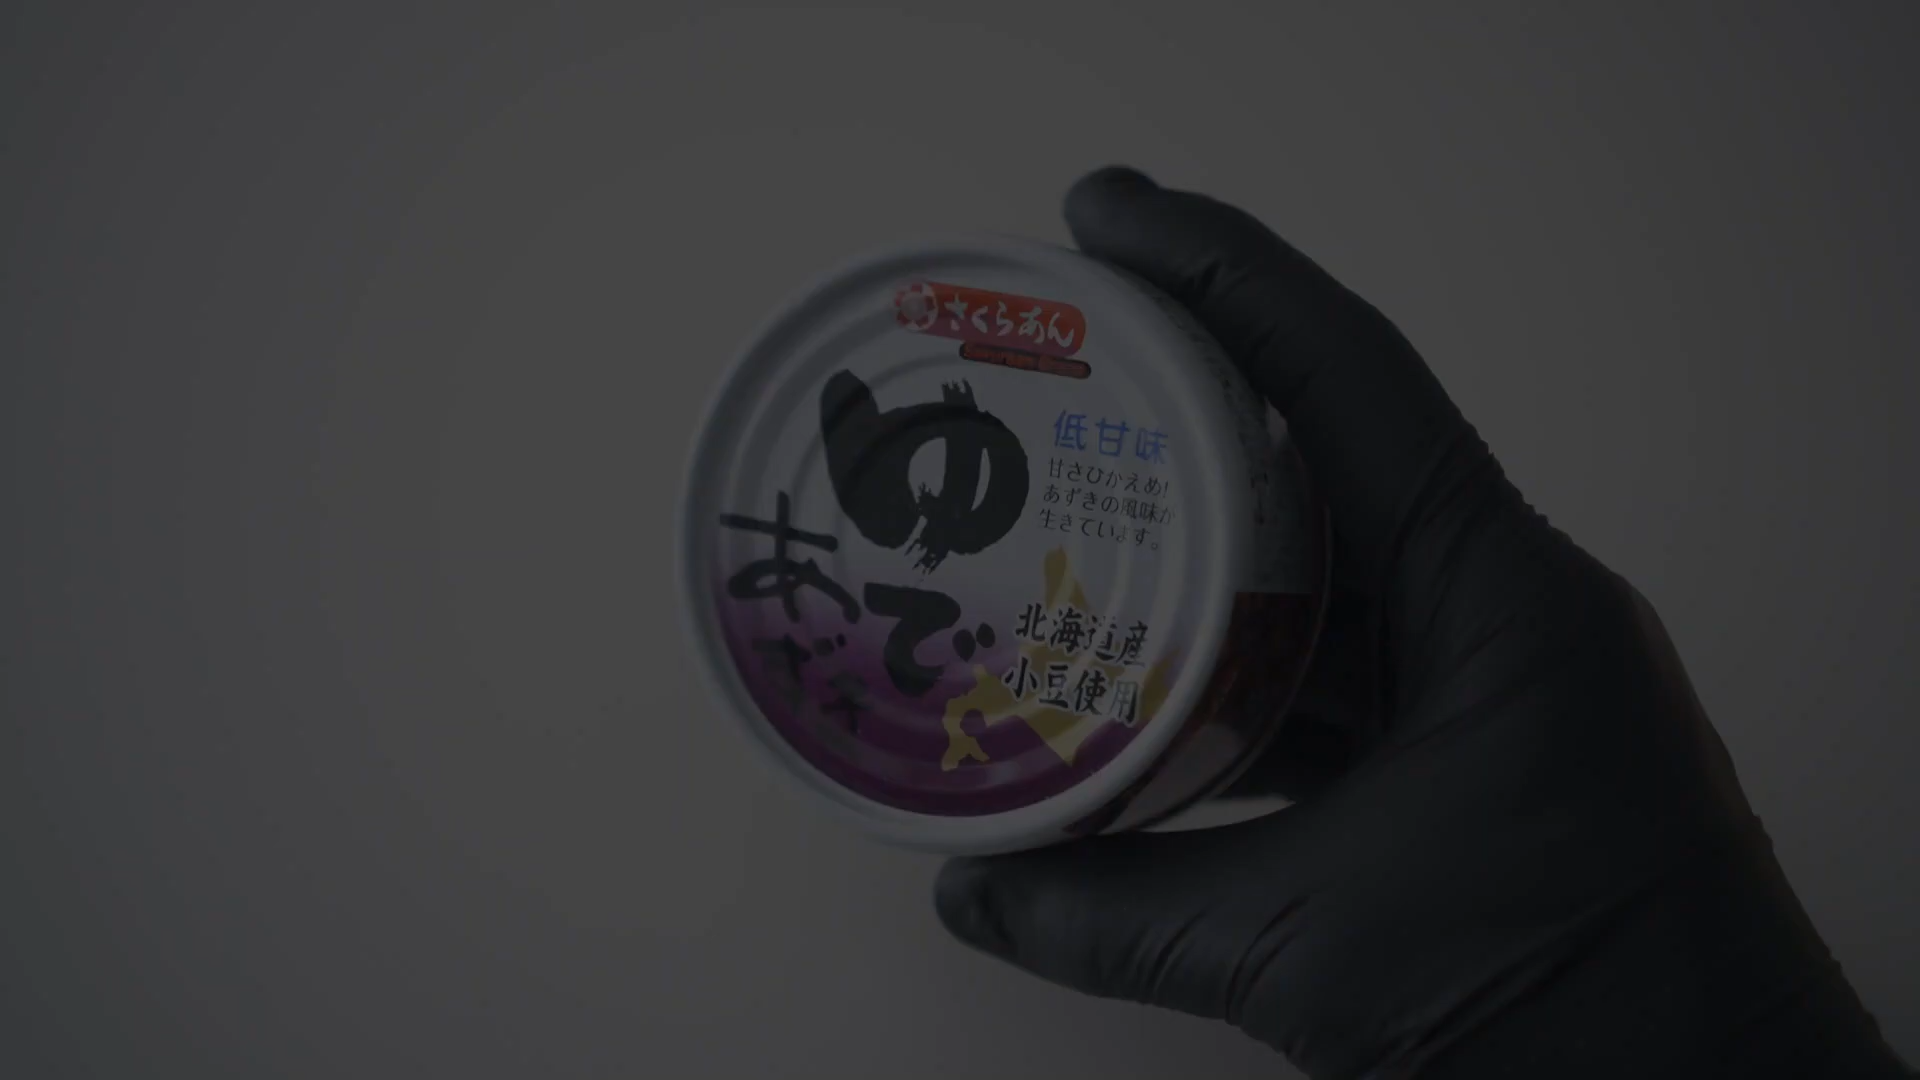 さくらあん
ゆで
あずき
低甘味
甘さひかえめ!
あずきの風味が
生きています。
北海道産
小豆使用